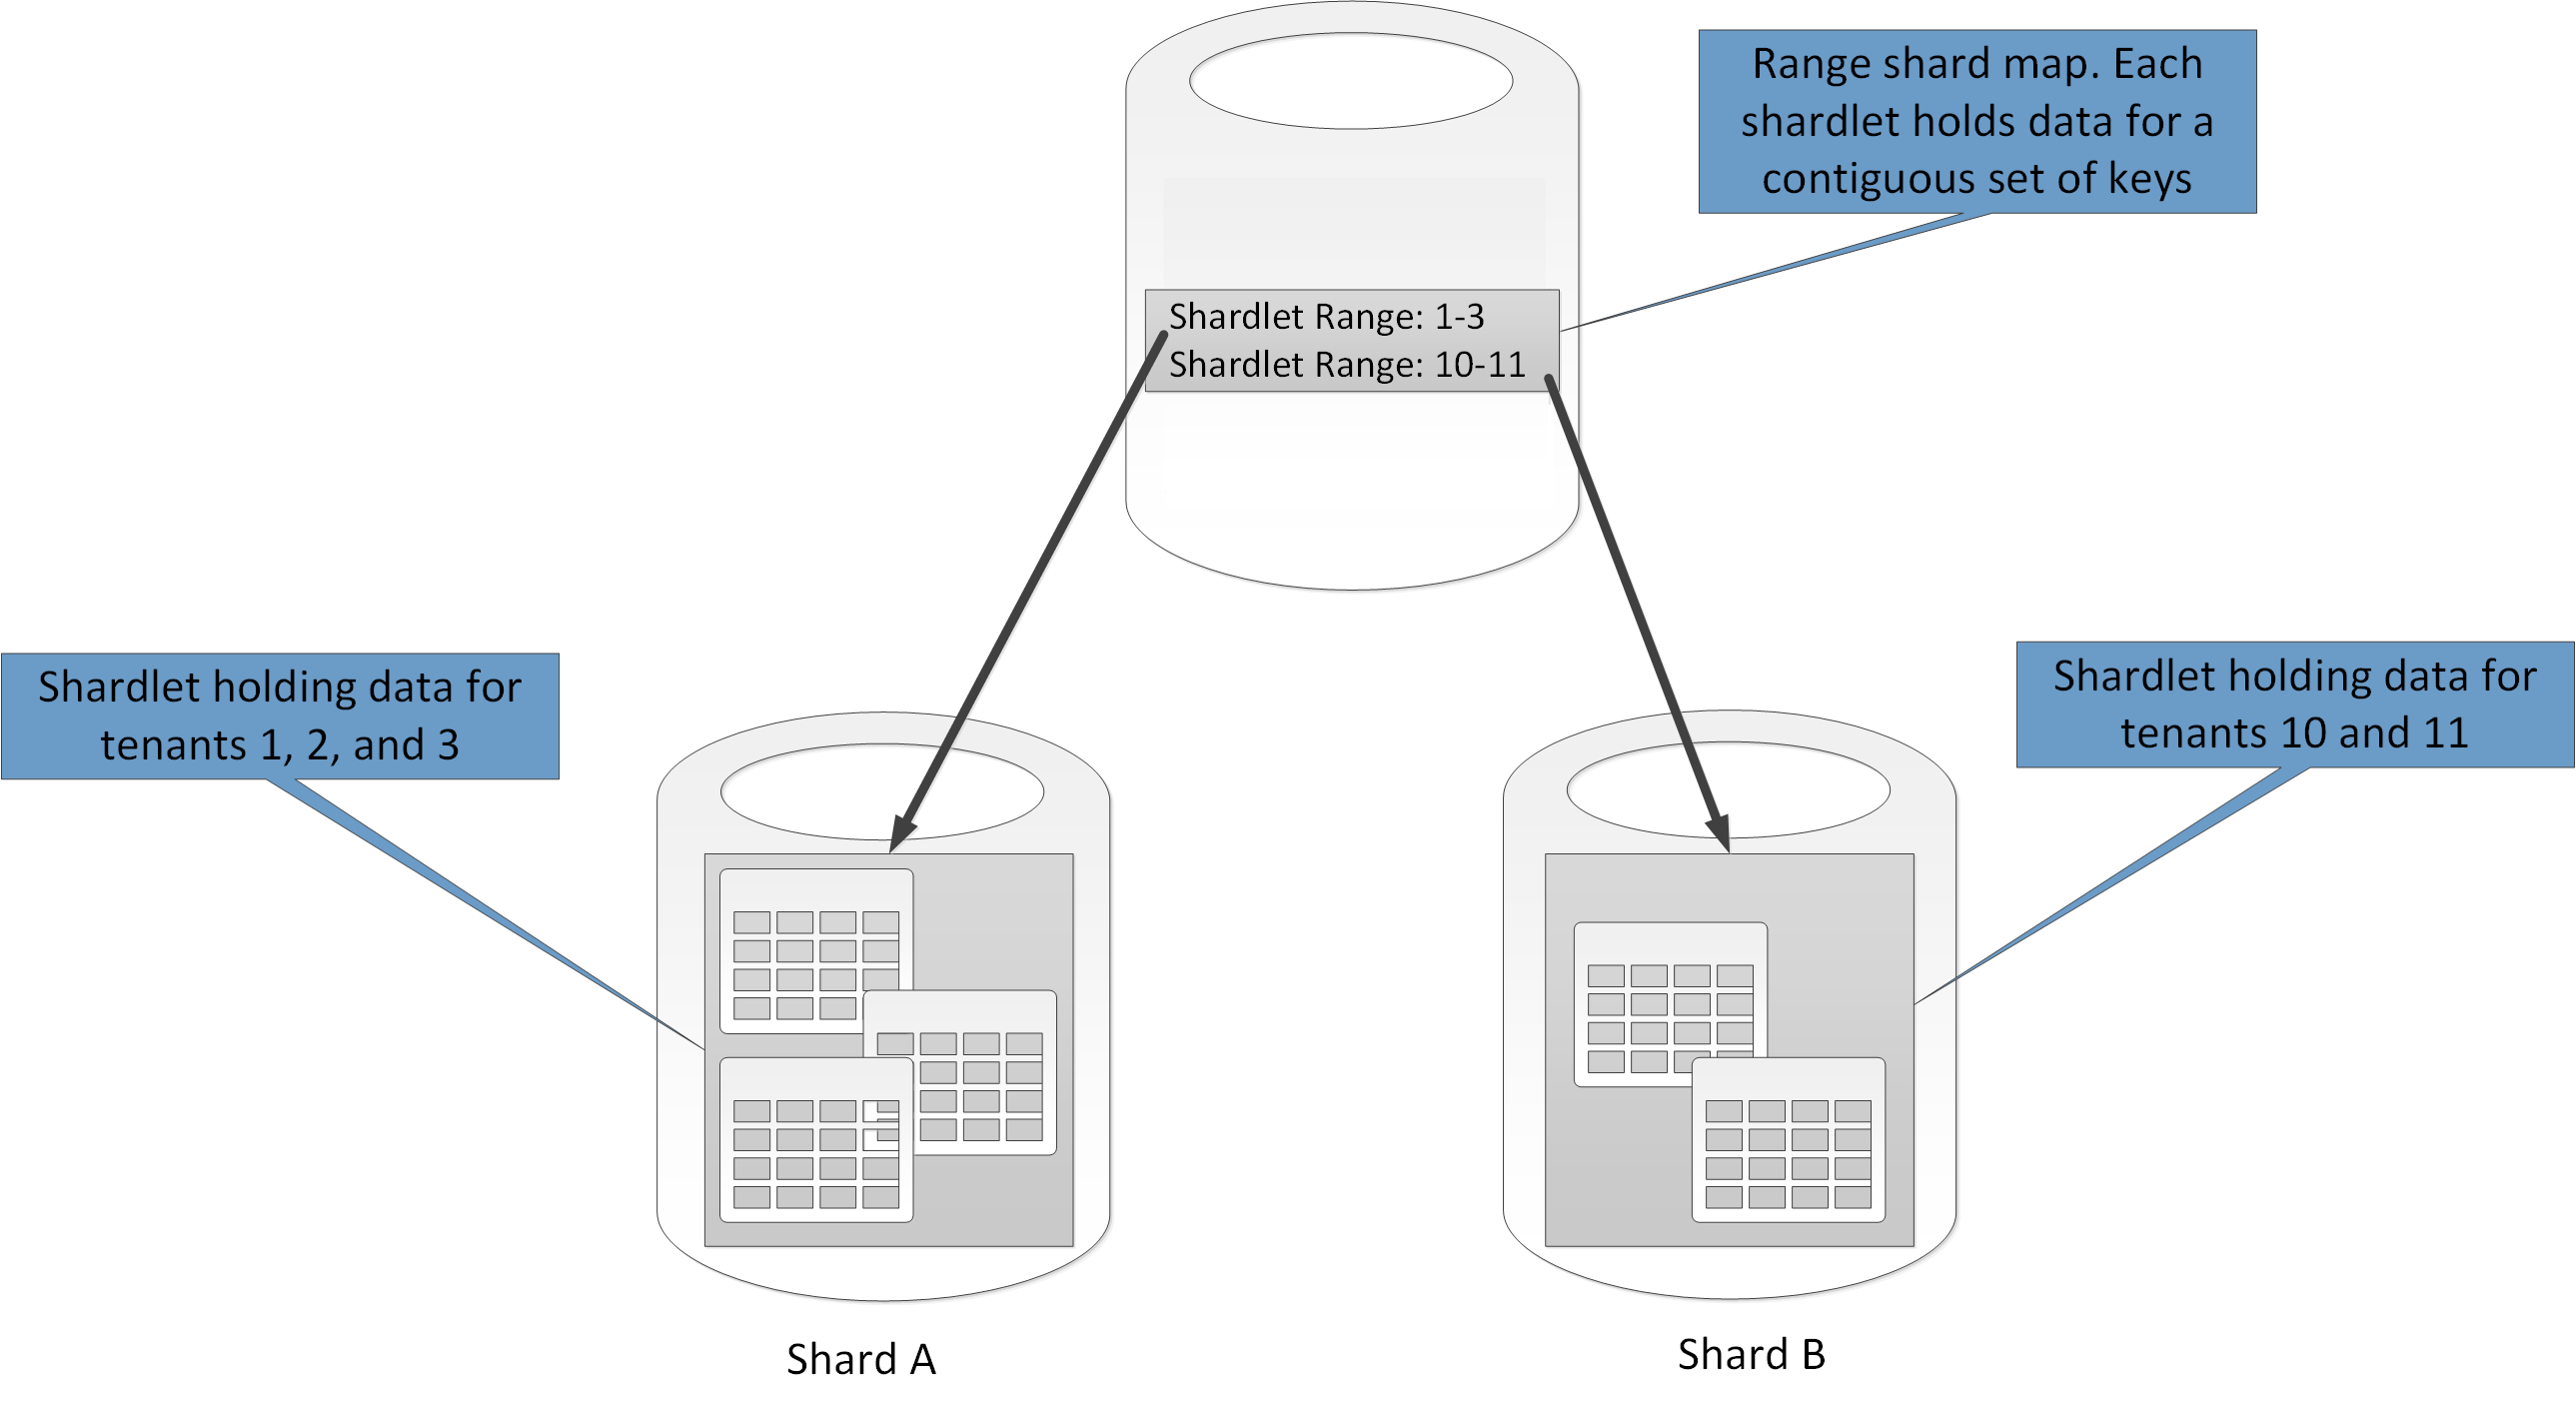 Range shard map. Each
shardlet holds data for a
contiguous set of keys
Shardlet Range: 1-3
Shardlet Range: 10-11
Shardlet holding data for
tenants 1, 2, and 3
Shardlet holding data for
tenants 10 and 11
Shard A
Shard B